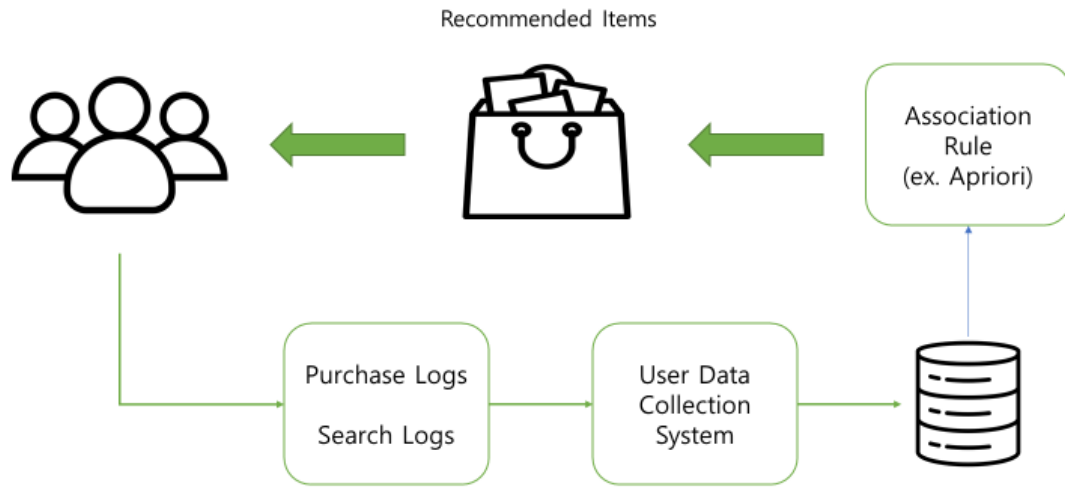 Recommended Items
Association
Rule
(ex. Apriori)
Purchase Logs
Search Logs
User Data
Collection
System